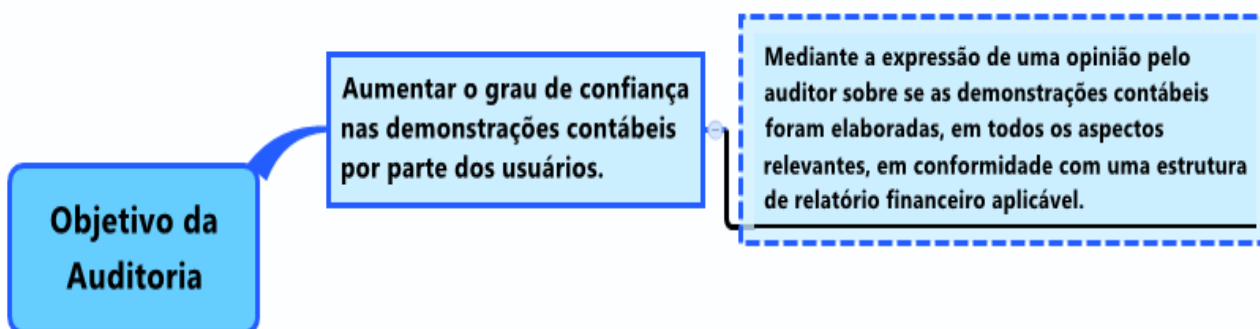 Objetivo da
Auditoria
Aumentar o grau de confiança
nas demonstrações contábeis
por parte dos usuários.
Mediante a expressão de uma opinião pelo
auditor sobre se as demonstrações contábeis
foram elaboradas, em todos os aspectos
relevantes, em conformidade com uma estrutura
de relatório financeiro aplicável.